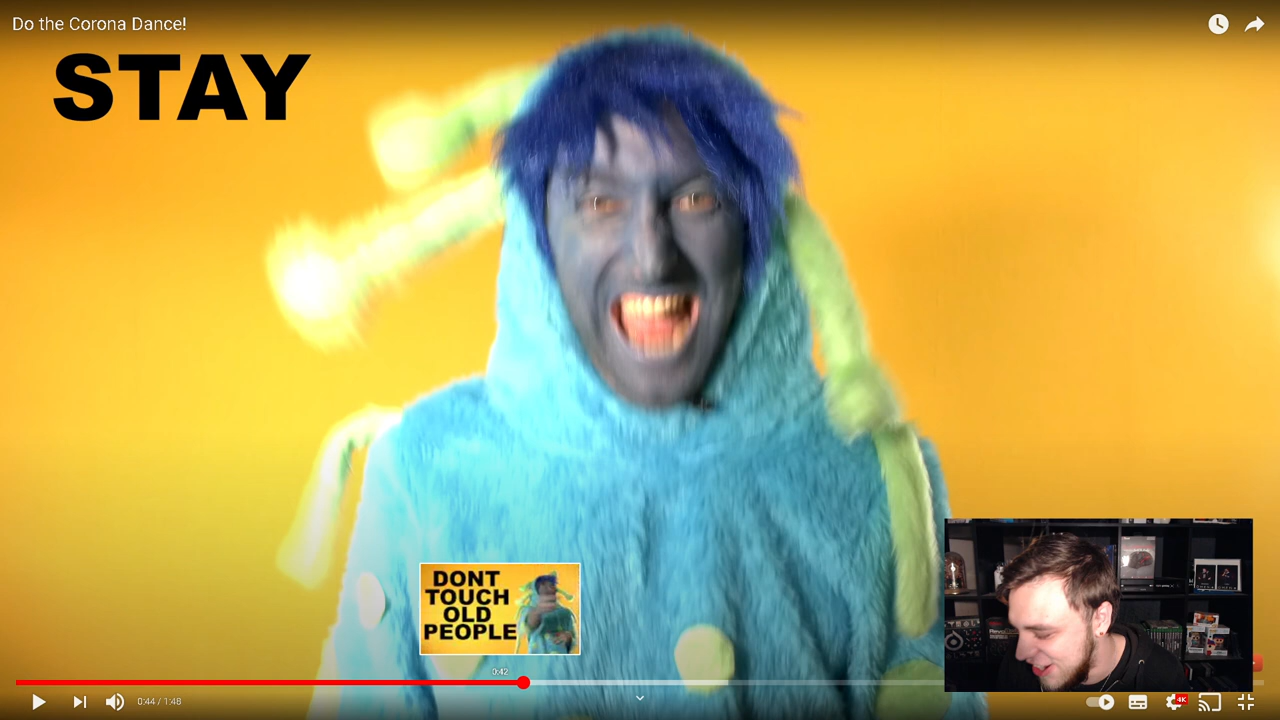 Do the Corona Dance!
STAY
DONT
TOUCH
OLD
PEOPLE
0:42
0:44 / 1:48
4K